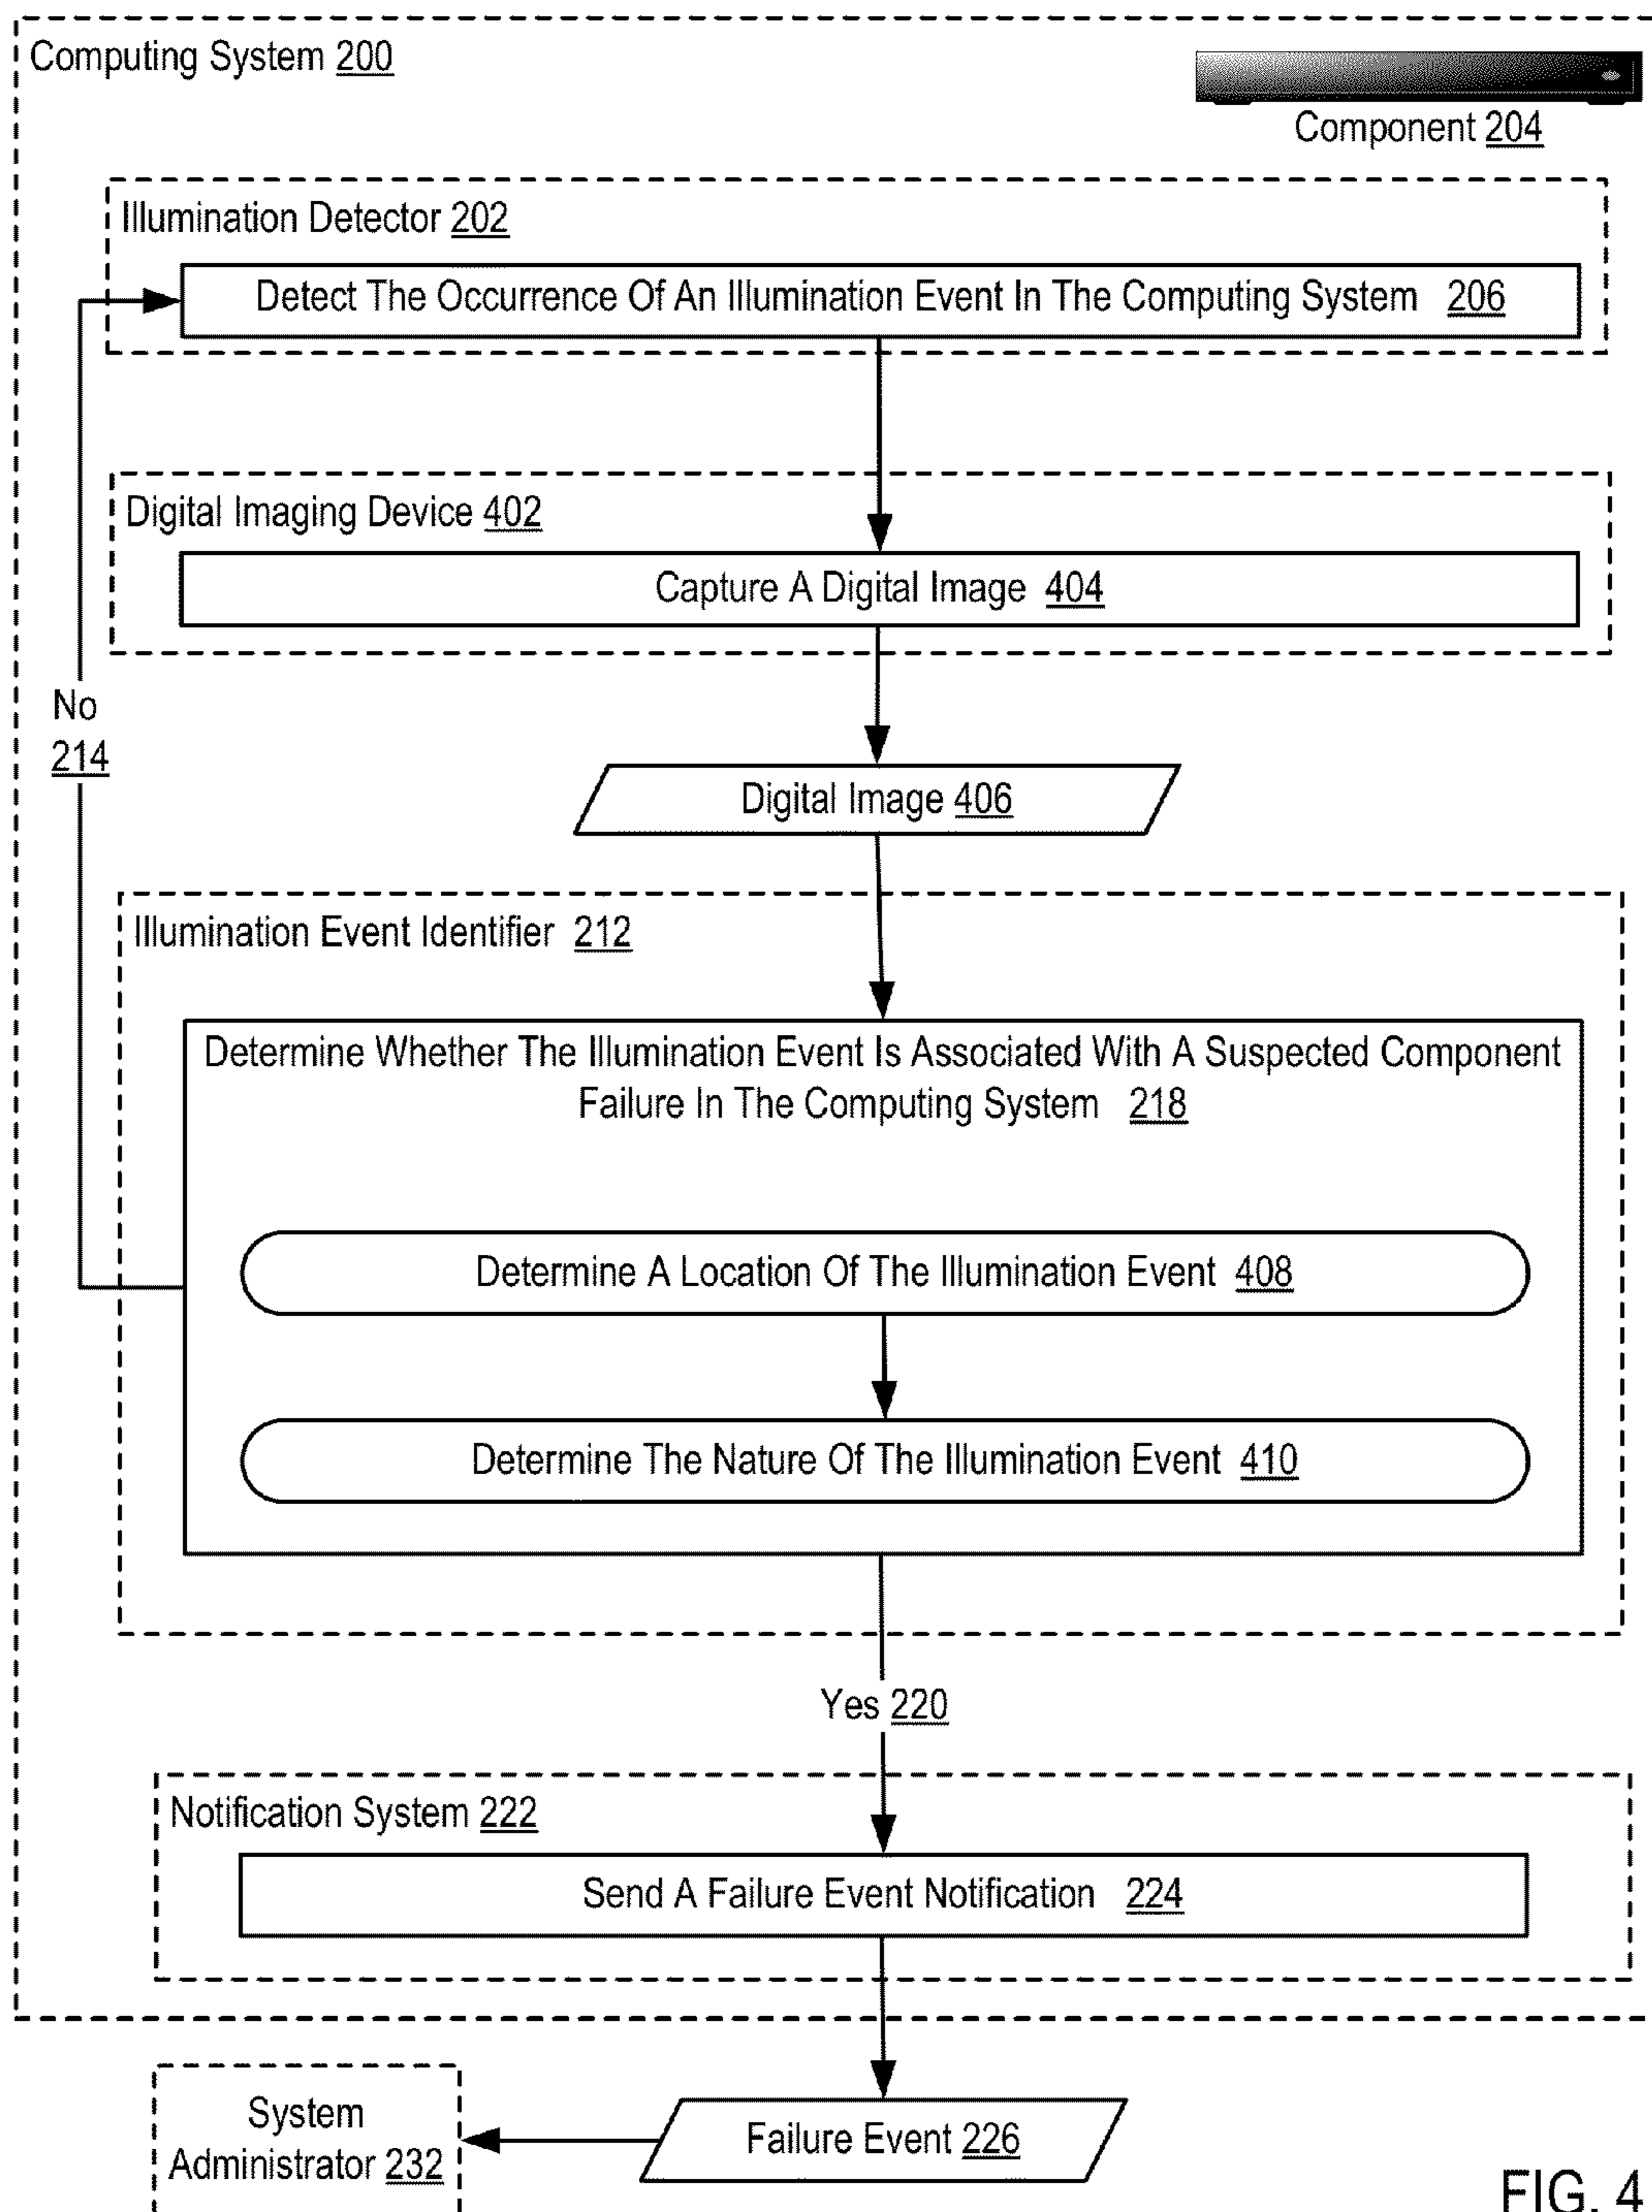 Computing System 200
Component 204
Illumination Detector 202
Detect The Occurrence Of An Illumination Event In The Computing System 206
Digital Imaging Device 402
Capture A Digital Image 404
No
214
Digital Image 406
Illumination Event Identifier 212
Determine Whether The Illumination Event Is Associated With A Suspected Component
Failure In The Computing System 218
Determine A Location Of The Illumination Event 408
Determine The Nature Of The Illumination Event 410
Yes 220
Notification System 222
Send A Failure Event Notification 224
System
Administrator 232
Failure Event 226
FIG. 4